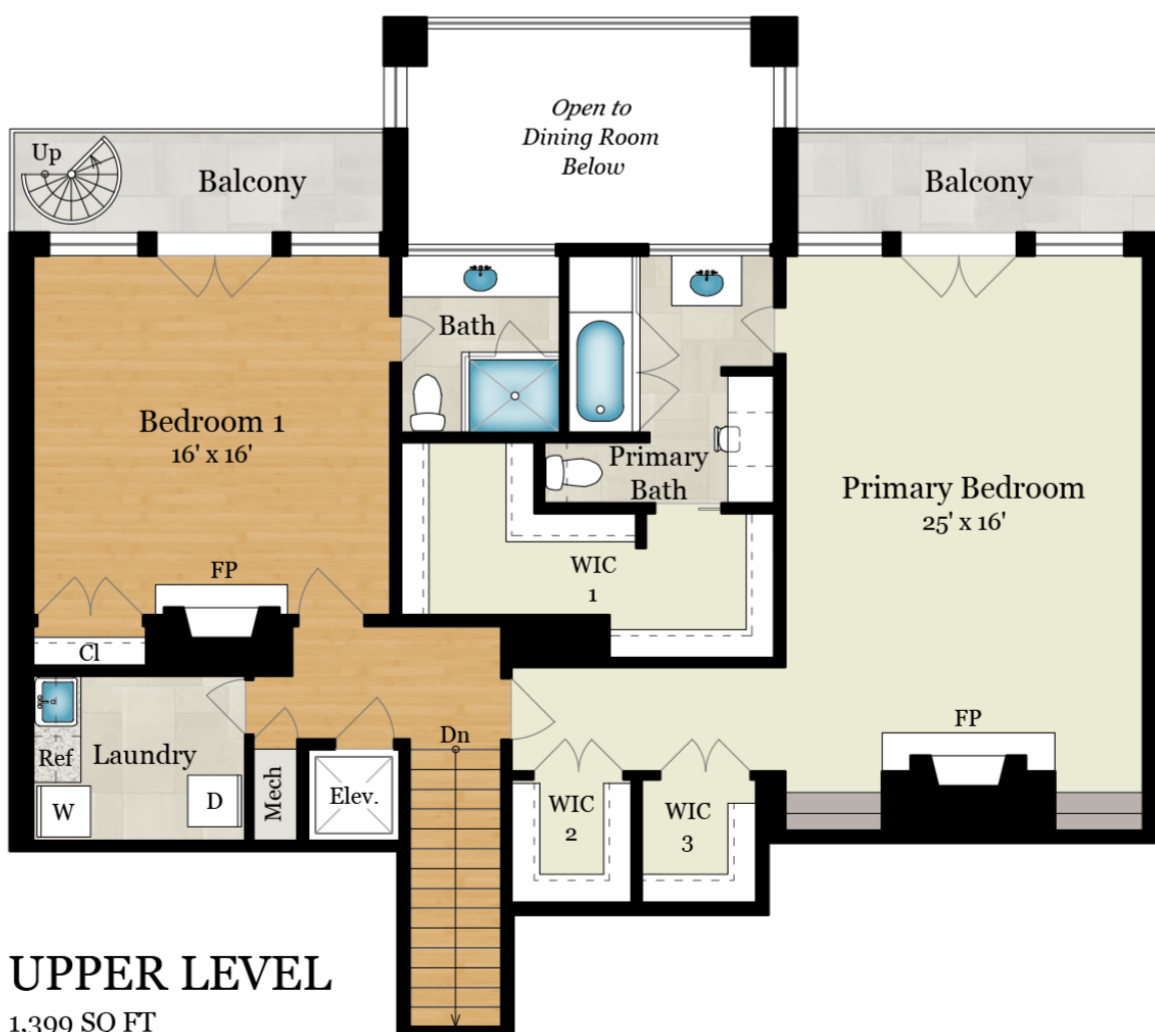 Open to
Dining Room
Below
Up
Balcony
Balcony
Bath
Bedroom 1
16' x 16'
Primary
Bath
Primary Bedroom
25' x 16'
FP
WIC
1
Cl
FP
Dn
Ref
Laundry
W
D
Mech
Elev.
WIC
2
WIC
3
UPPER LEVEL
1,399 SQ FT